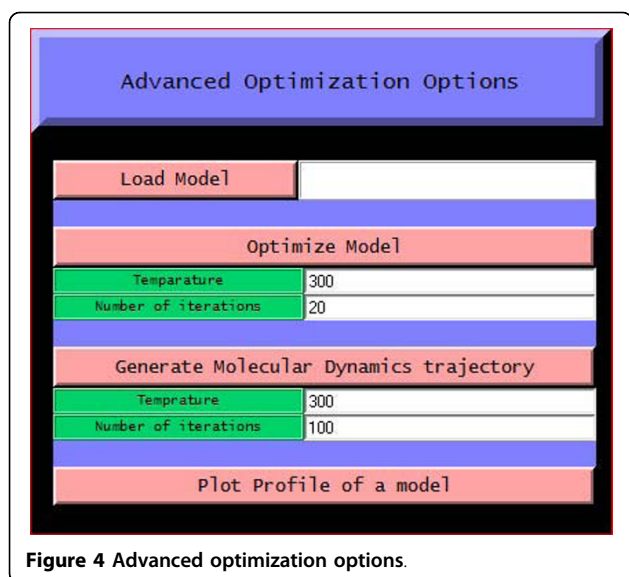 Advanced Optimization Options
Load Model
Optimize Model
Temparature 300
Number of iterations 20
Generate Molecular Dynamics trajectory
Temprature 300
Number of iterations 100
Plot Profile of a model
Figure 4 Advanced optimization options.